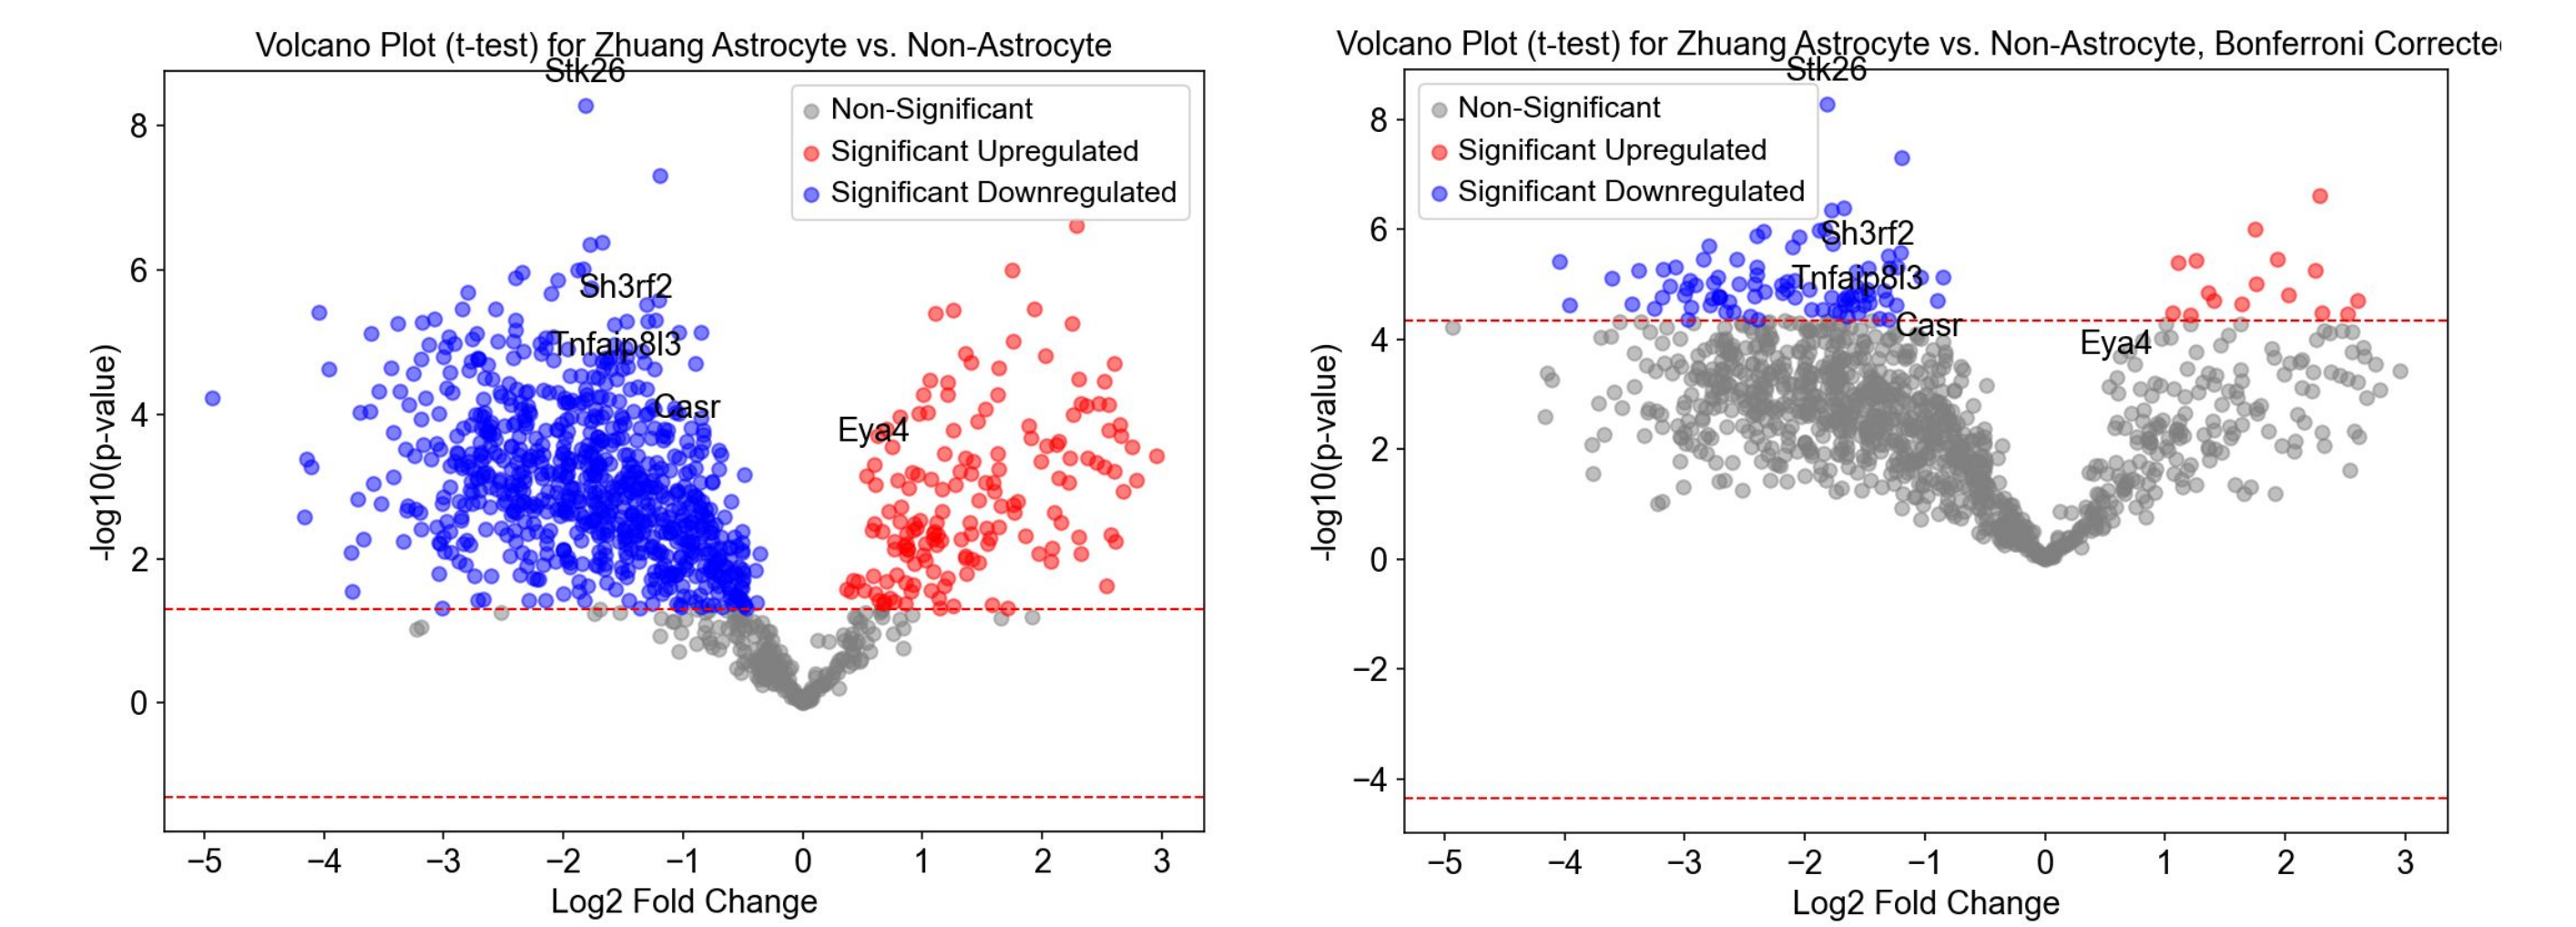 Volcano Plot (t-test) for Zhuang Astrocyte vs. Non-Astrocyte
Stk26
Non-Significant
Significant Upregulated
Significant Downregulated
Sh3rf2
Tnfaip8l3
Casr
Eya4
8
6
4
2
0
-log10(p-value)
−5 −4 −3 −2 −1 0 1 2 3
Log2 Fold Change
Volcano Plot (t-test) for Zhuang Astrocyte vs. Non-Astrocyte, Bonferroni Correcte
Stk26
Non-Significant
Significant Upregulated
Significant Downregulated
Sh3rf2
Tnfaip8l3
Casr
Eya4
8
6
4
2
0
−2
−4
-log10(p-value)
−5 −4 −3 −2 −1 0 1 2 3
Log2 Fold Change